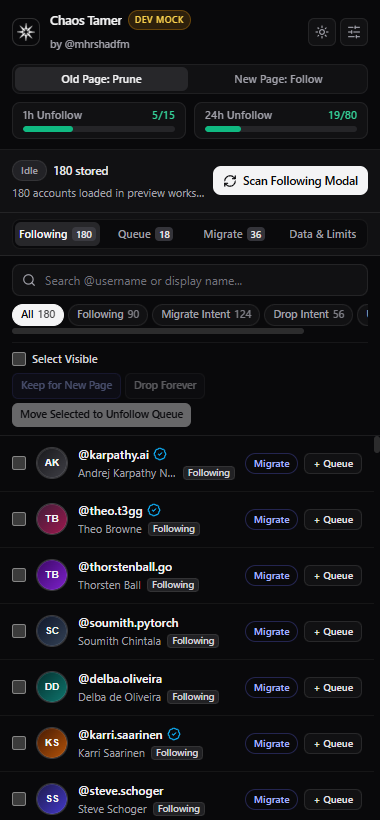 Chaos Tamer DEV MOCK
by @mhrshadfm
Old Page: Prune New Page: Follow
1h Unfollow 5/15 24h Unfollow 19/80
Idle 180 stored
180 accounts loaded in preview works...
Scan Following Modal
Following 180 Queue 18 Migrate 36 Data & Limits
Search @username or display name...
All 180 Following 90 Migrate Intent 124 Drop Intent 56
Select Visible
Keep for New Page Drop Forever
Move Selected to Unfollow Queue
AK @karpathy.ai
Andrej Karpathy N... Following Migrate + Queue
TB @theo.t3gg
Theo Browne Following Migrate + Queue
TB @thorstenball.go
Thorsten Ball Following Migrate + Queue
SC @soumith.pytorch
Soumith Chintala Following Migrate + Queue
DD @delba.oliveira
Delba de Oliveira Following Migrate + Queue
KS @karri.saarinen
Karri Saarinen Following Migrate + Queue
SS @steve.schoger
Steve Schoger Following Migrate + Queue